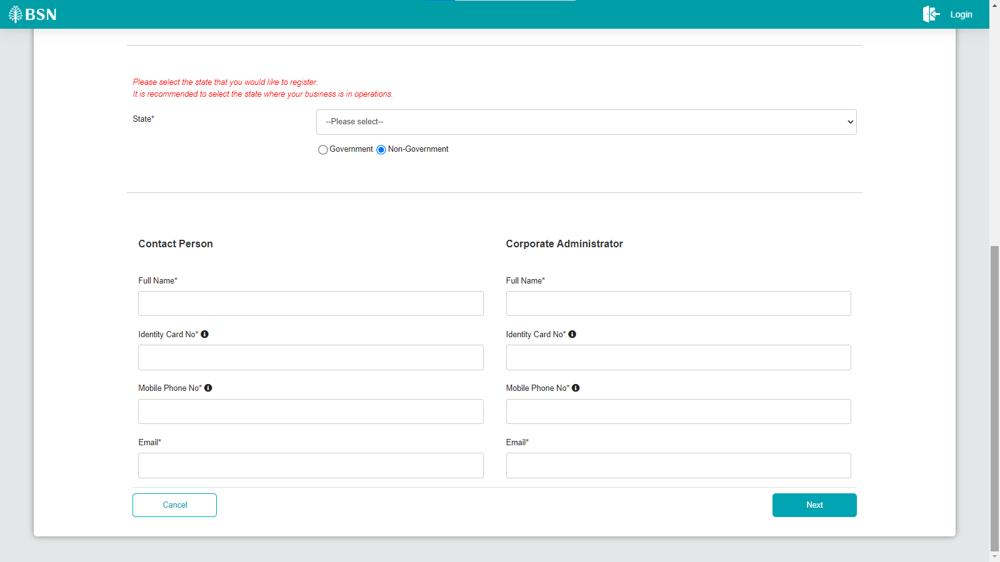 BSN
Login
Please select the state that you would like to register.
It is recommended to select the state where your business is in operations.
State*
--Please select--
Government Non-Government
Contact Person
Corporate Administrator
Full Name*
Full Name*
Identity Card No*
Identity Card No*
Mobile Phone No*
Mobile Phone No*
Email*
Email*
Cancel
Next